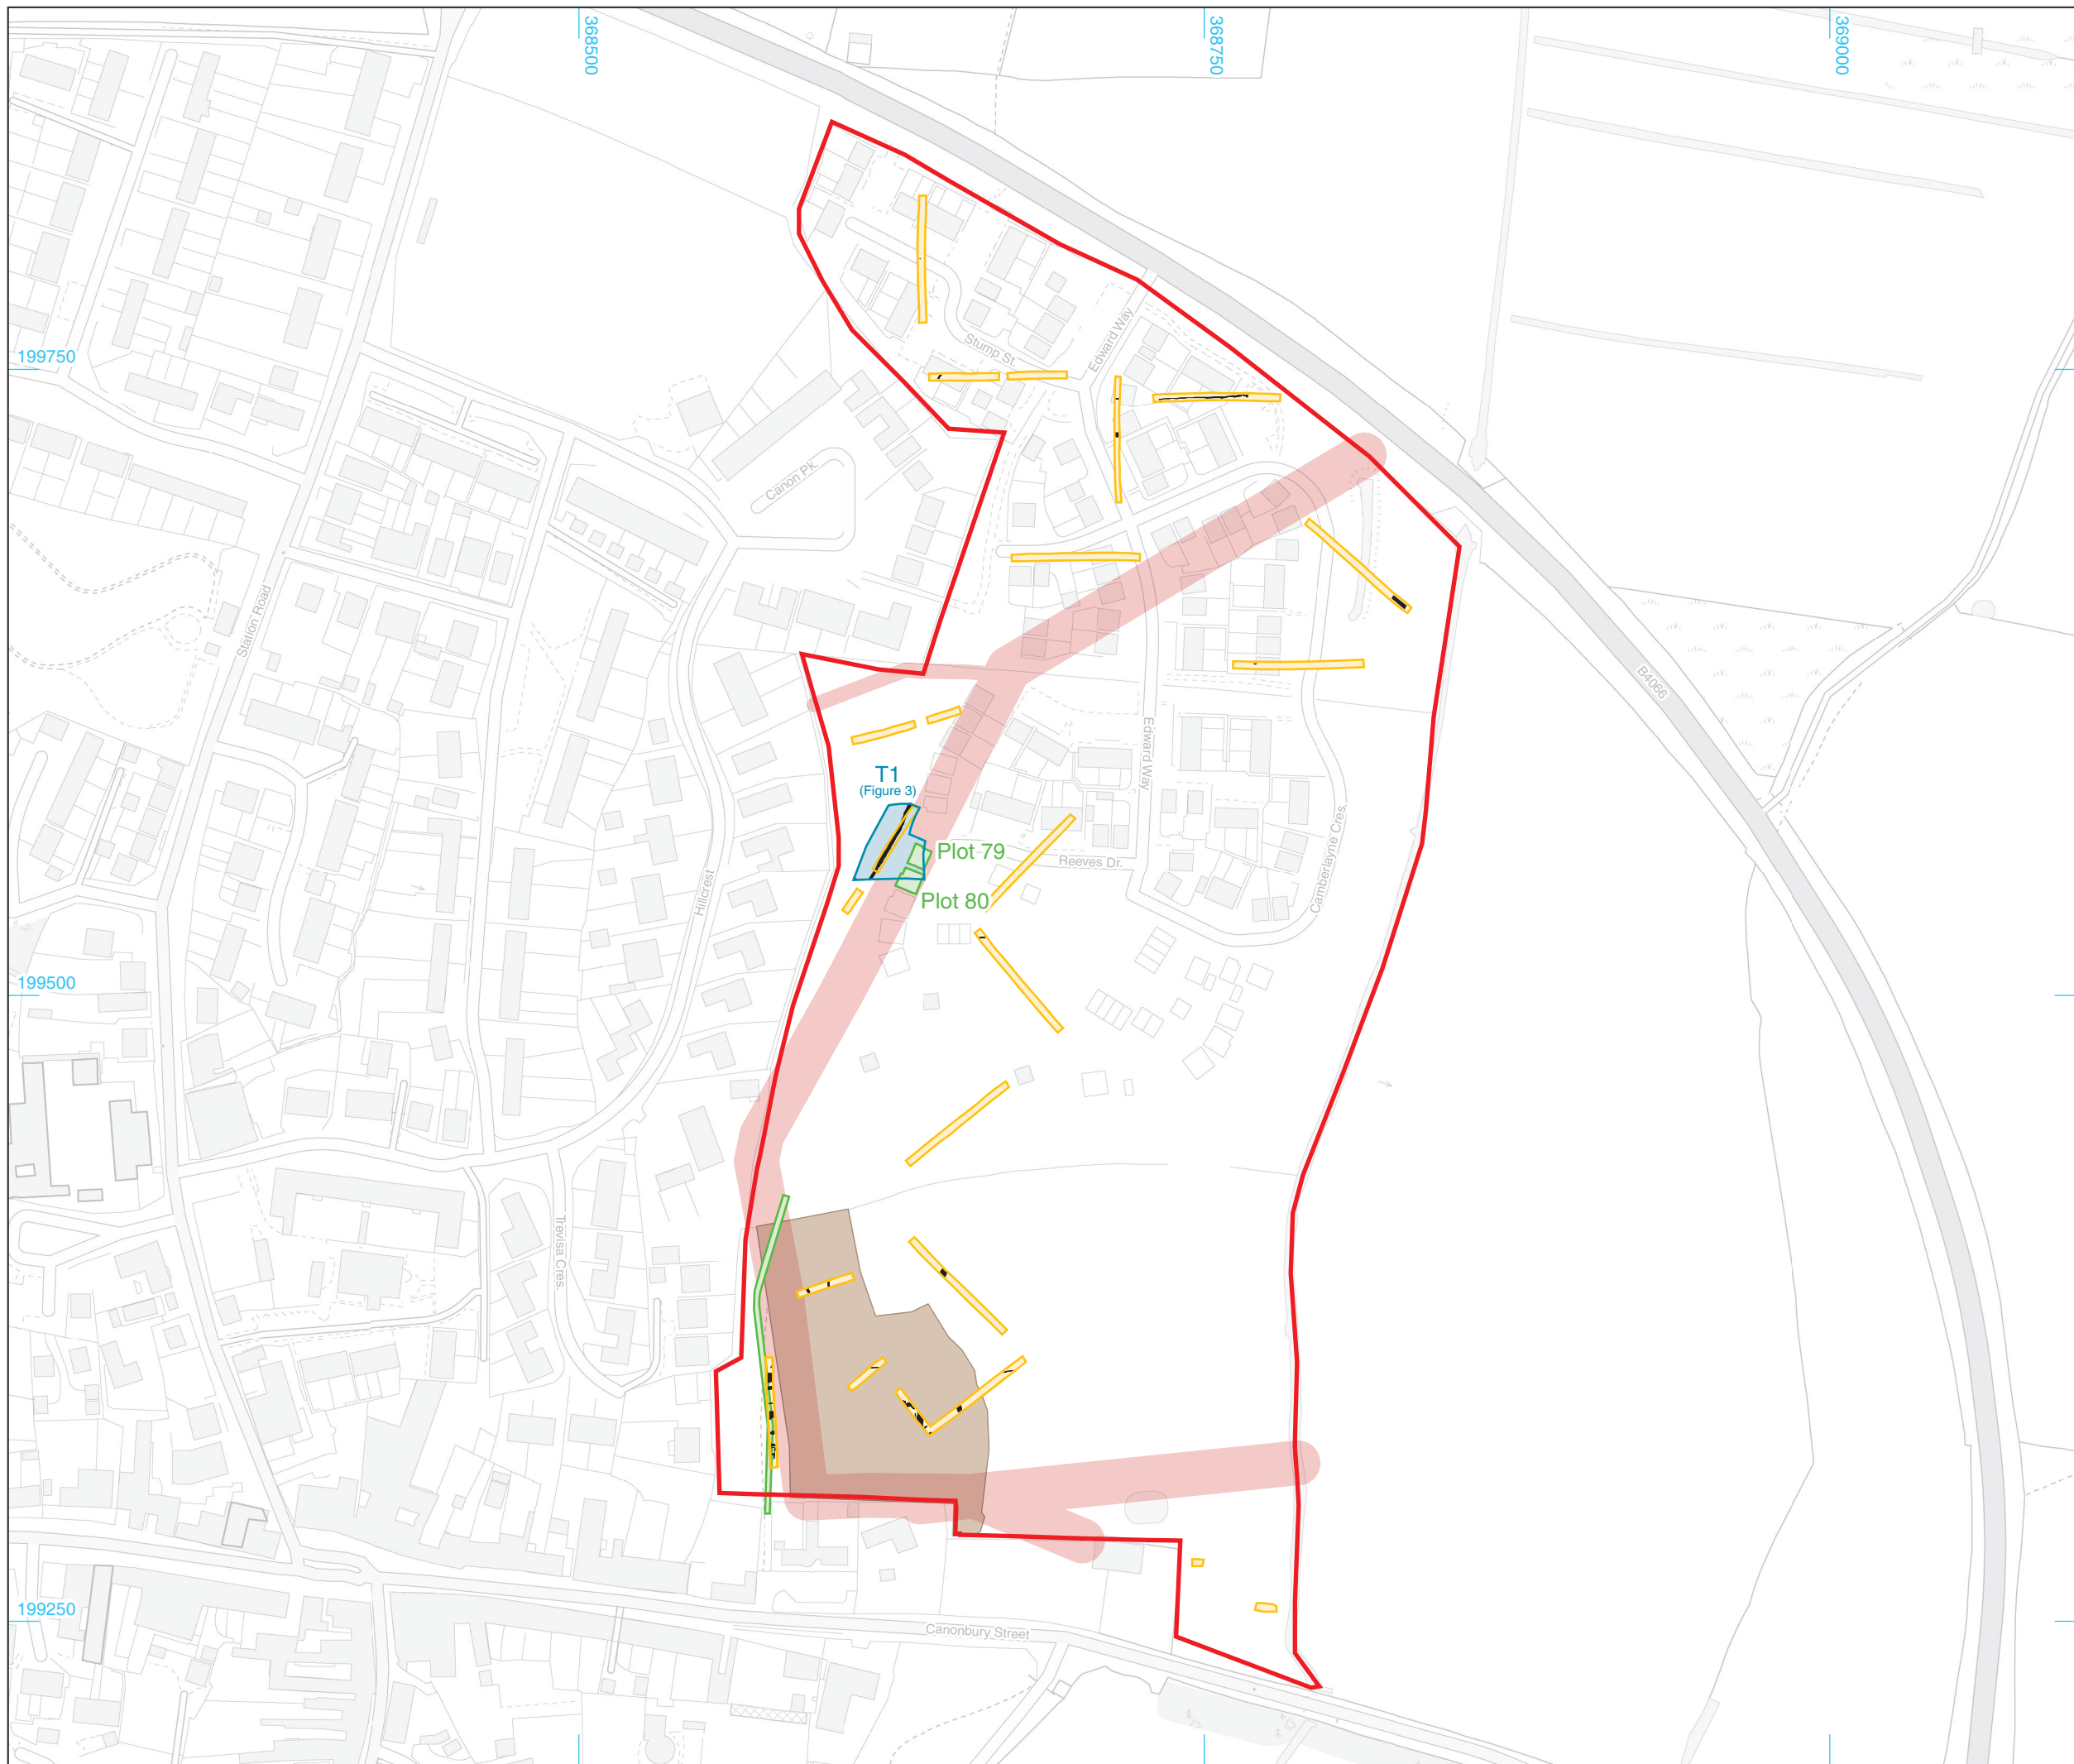 368500
368750
369000
199750
Stump St
Edward Way
Canon Pk
Station Road
B4066
Edward Way
T1
(Figure 3)
Plot 79
Reeves Dr.
Plot 80
Camberlayne Cres.
Hillcrest
199500
Trevisa Cres.
199250
Canonbury Street